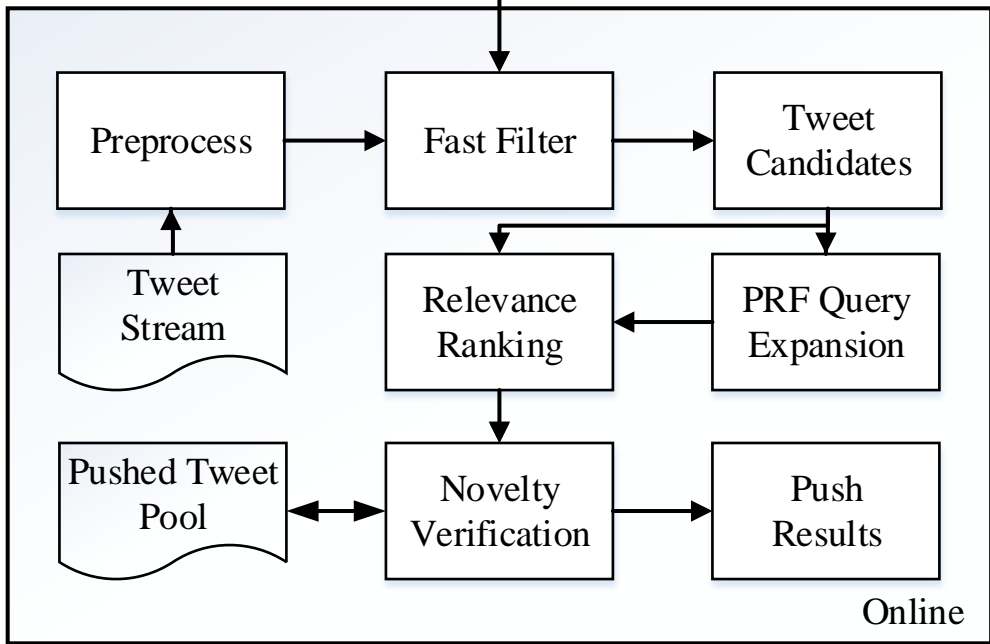 Preprocess
Fast Filter
Tweet
Candidates
Tweet
Stream
Relevance
Ranking
PRF Query
Expansion
Pushed Tweet
Pool
Novelty
Verification
Push
Results
Online